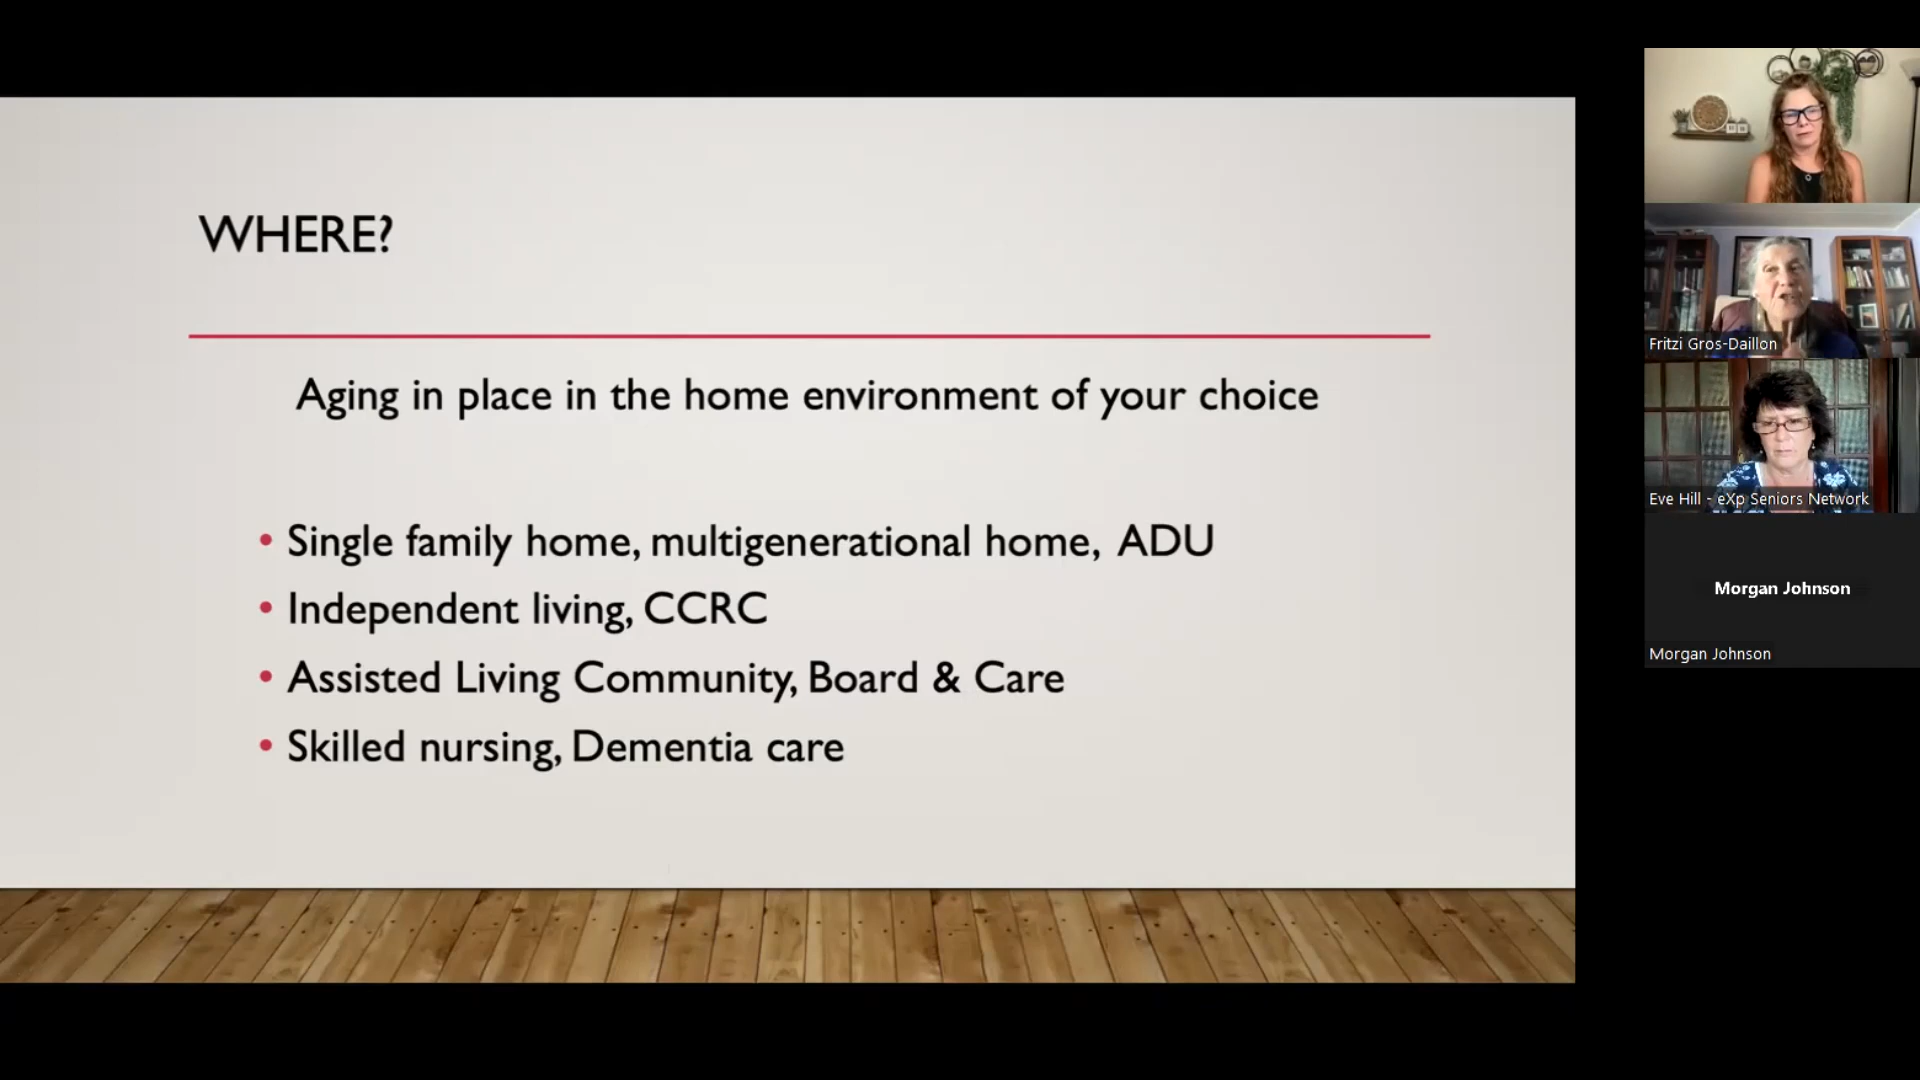 WHERE?
Aging in place in the home environment of your choice
• Single family home, multigenerational home, ADU
• Independent living, CCRC
• Assisted Living Community, Board & Care
• Skilled nursing, Dementia care
Fritzi Gros-Daillon
Eve Hill - eXp Seniors Network
Morgan Johnson
Morgan Johnson